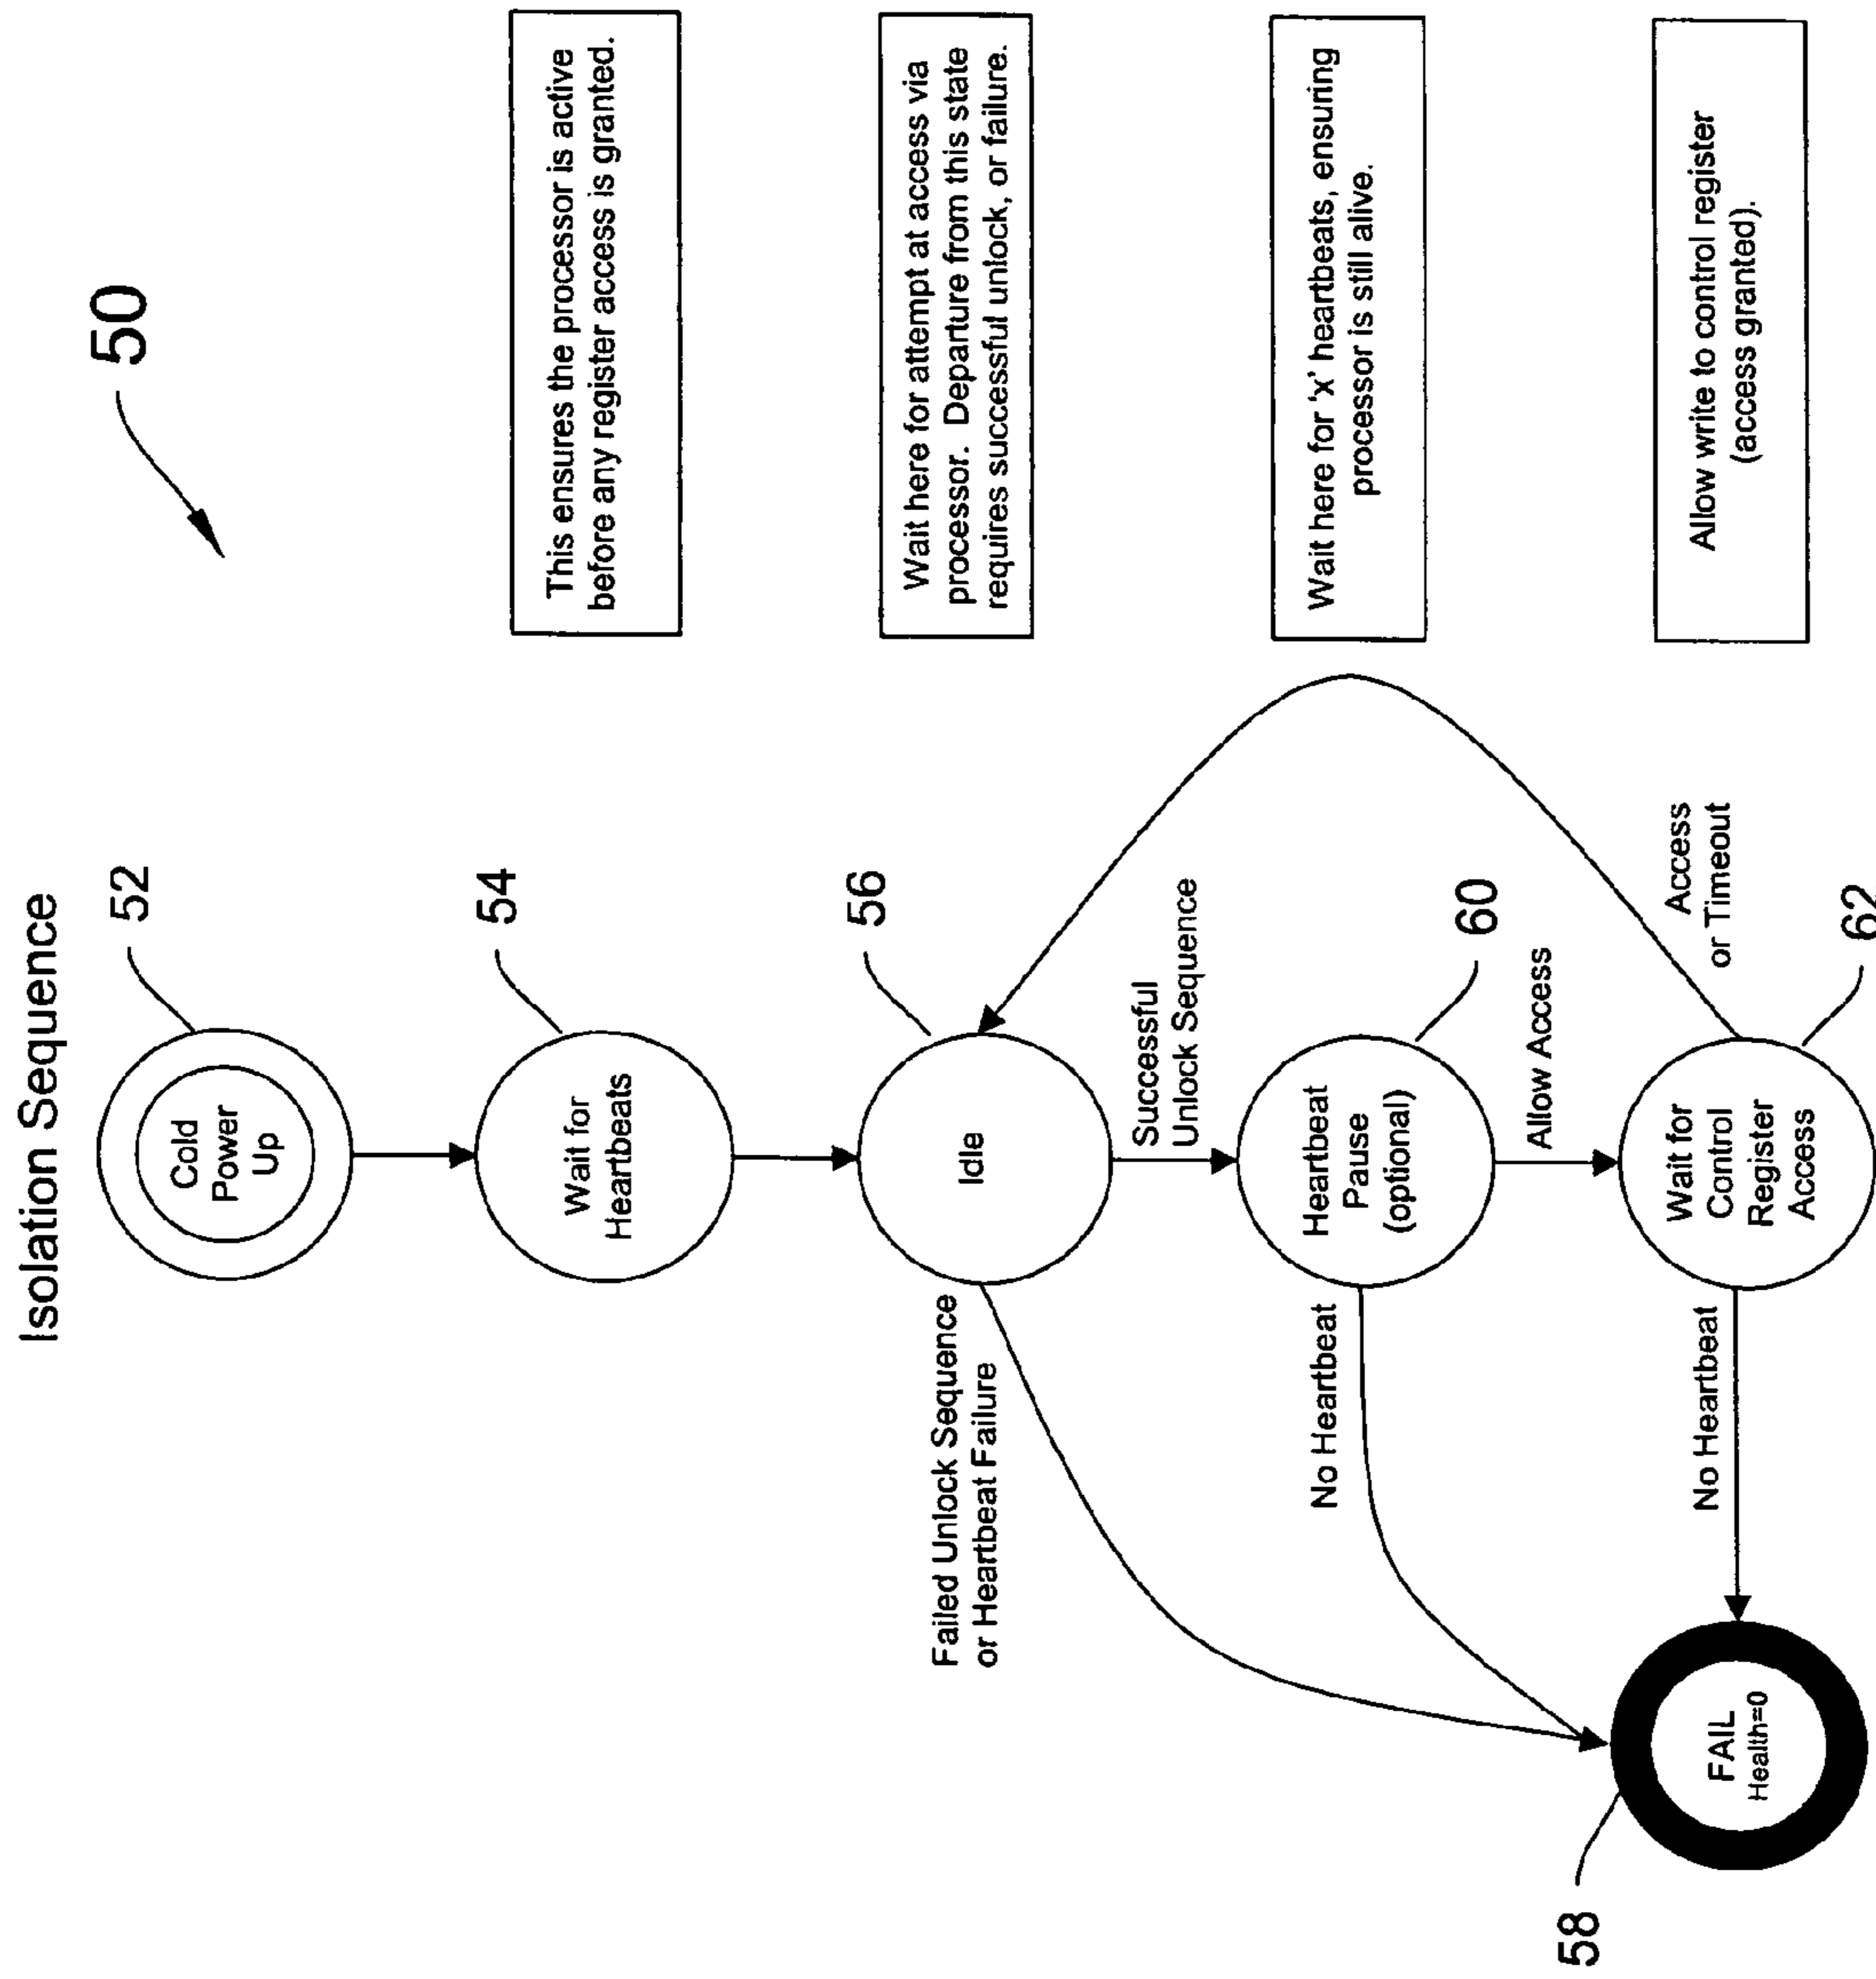 Isolation Sequence
50
52
Cold
Power
Up
54
Wait for
Heartbeats
This ensures the processor is active
before any register access is granted.
56
Idle
Wait here for attempt at access via
processor. Departure from this state
requires successful unlock, or failure.
Failed Unlock Sequence
or Heartbeat Failure
Successful
Unlock Sequence
60
Heartbeat
Pause
(optional)
No Heartbeat
Wait here for 'x' heartbeats, ensuring
processor is still alive.
Allow Access
Access
or Timeout
62
Wait for
Control
Register
Access
No Heartbeat
Allow write to control register
(access granted).
58
FAIL
Health=0